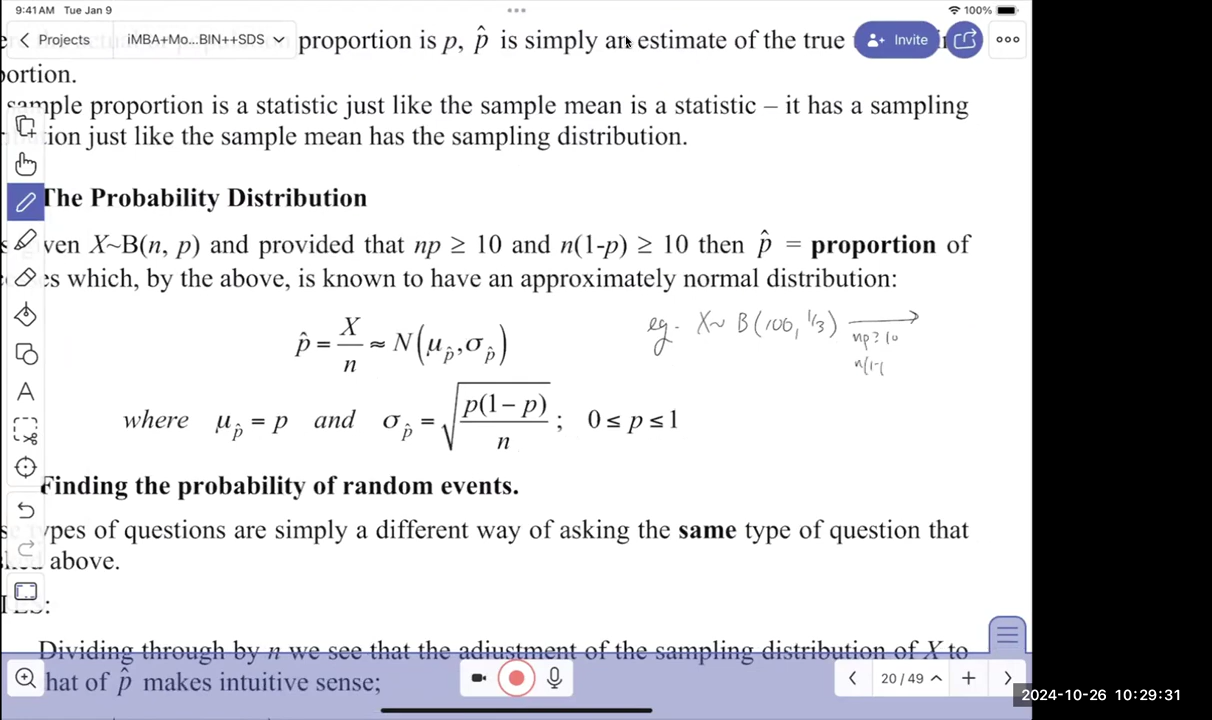 9:41 AM Tue Jan 9
100%
Projects
iMBA+Mo...BIN++SDS
proportion is p, p̂ is simply an estimate of the true
Invite
portion.
sample proportion is a statistic just like the sample mean is a statistic – it has a sampling
tion just like the sample mean has the sampling distribution.
The Probability Distribution
ven X~B(n, p) and provided that np ≥ 10 and n(1-p) ≥ 10 then p̂ = proportion of
es which, by the above, is known to have an approximately normal distribution:
p̂ = X/n ≈ N(μp̂, σp̂)
eg. X~ B(100, 1/3)
np ? 10
n(1-(
where μp̂ = p and σp̂ = √(p(1 – p)/n) ; 0 ≤ p ≤ 1
Finding the probability of random events.
types of questions are simply a different way of asking the same type of question that
above.
Dividing through by n we see that the adjustment of the sampling distribution of X to
hat of p̂ makes intuitive sense;
20 / 49
2024-10-26 10:29:31